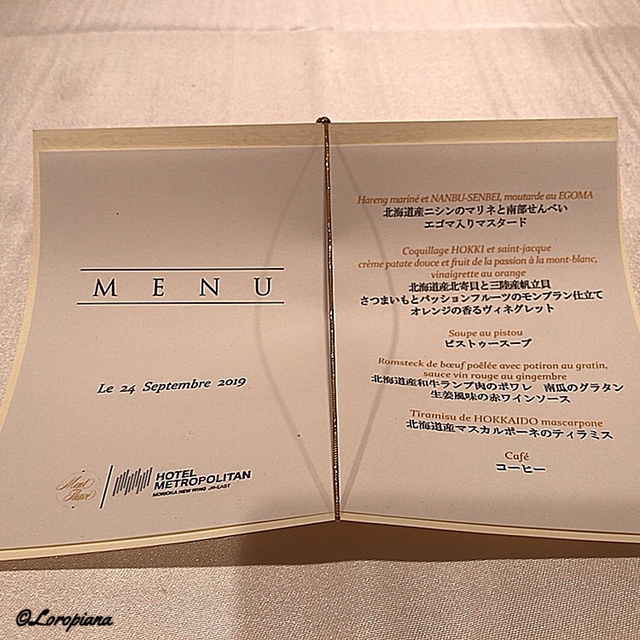 MENU
Le 24 Septembre 2019
HOTEL
METROPOLITAN
MORIOKA NEW WING JR-EAST
Hareng mariné et NANBU-SENBEI, moutarde au EGOMA
北海道産ニシンのマリネと南部せんべい
エゴマ入りマスタード
Coquillage HOKKI et saint-jacque
crème patate douce et fruit de la passion à la mont-blanc,
vinaigrette au orange
北海道産北寄貝と三陸産帆立貝
さつまいもとパッションフルーツのモンブラン仕立て
オレンジの香るヴィネグレット
Soupe au pistou
ピストゥースープ
Romsteck de bœuf poêlée avec potiron au gratin,
sauce vin rouge au gingembre
北海道産和牛ランプ肉のポワレ 南瓜のグラタン
生姜風味の赤ワインソース
Tiramisu de HOKKAIDO mascarpone
北海道産マスカルポーネのティラミス
Café
コーヒー
©Loropiana